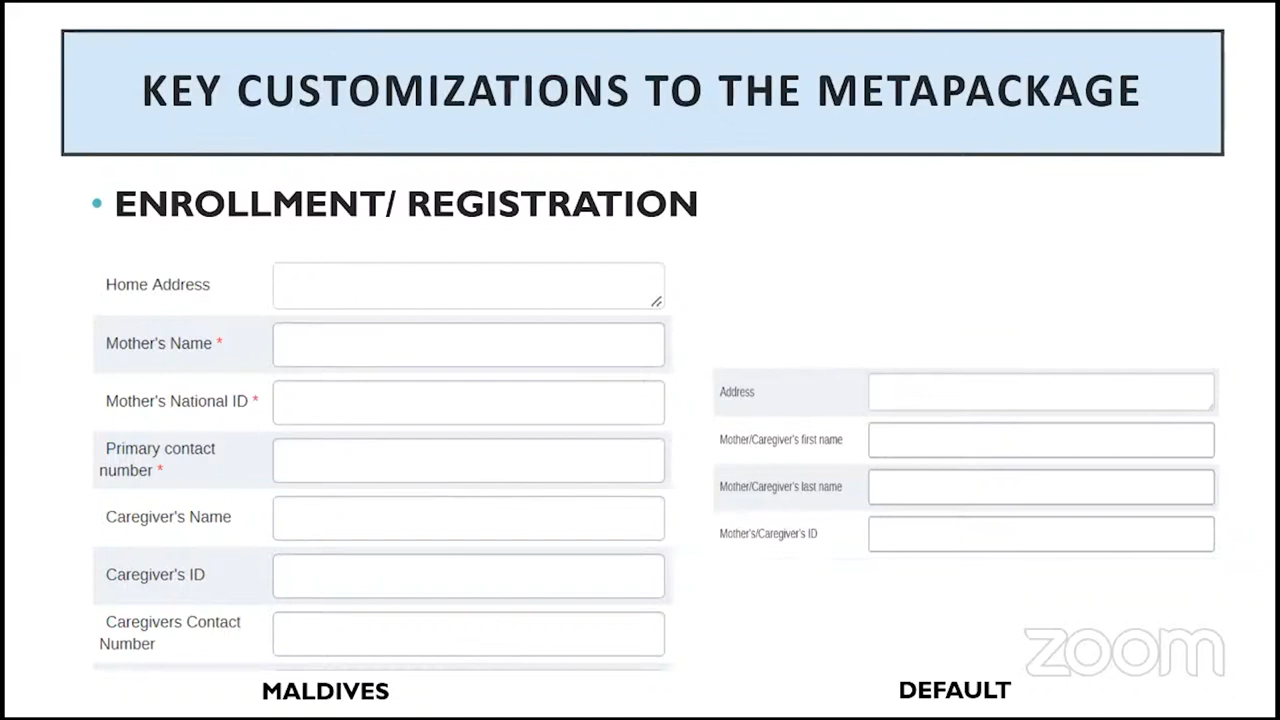 KEY CUSTOMIZATIONS TO THE METAPACKAGE
• ENROLLMENT/ REGISTRATION
Home Address
Mother's Name *
Mother's National ID *
Primary contact
number *
Caregiver's Name
Caregiver's ID
Caregivers Contact
Number
MALDIVES
Address
Mother/Caregiver's first name
Mother/Caregiver's last name
Mother's/Caregiver's ID
DEFAULT
zoom